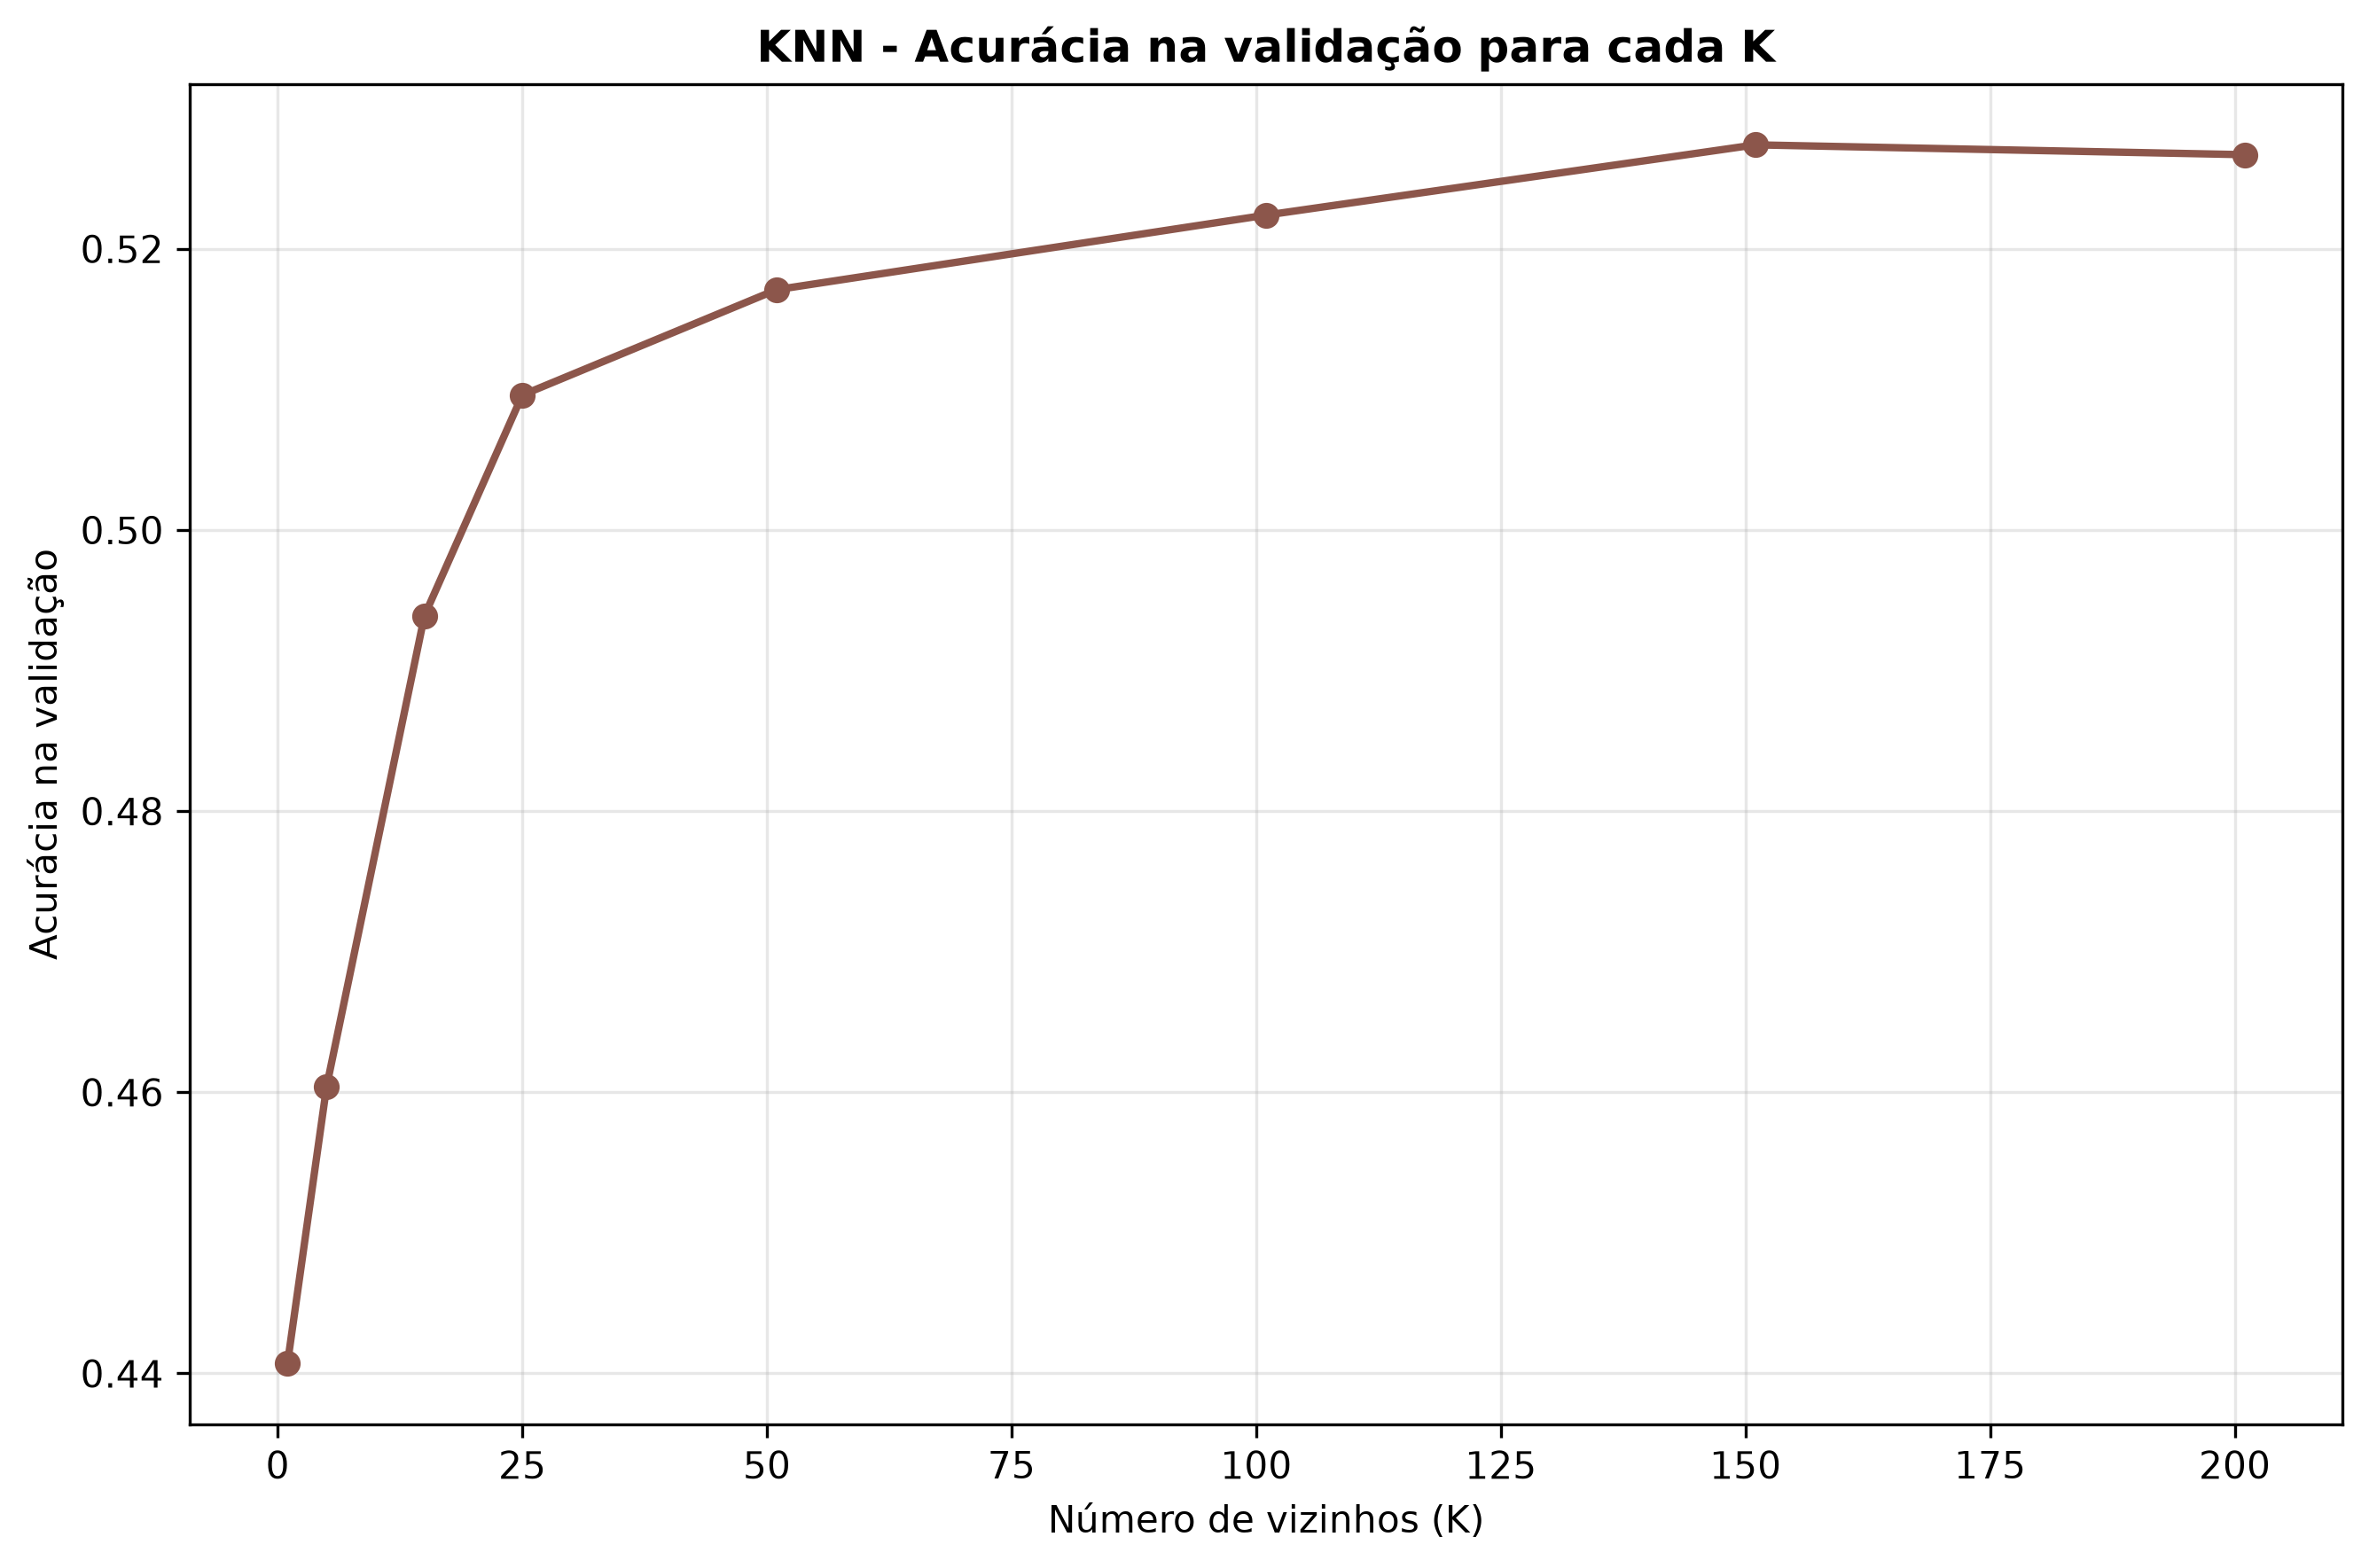 KNN - Acurácia na validação para cada K
Acurácia na validação
0.52
0.50
0.48
0.46
0.44
0 25 50 75 100 125 150 175 200
Número de vizinhos (K)